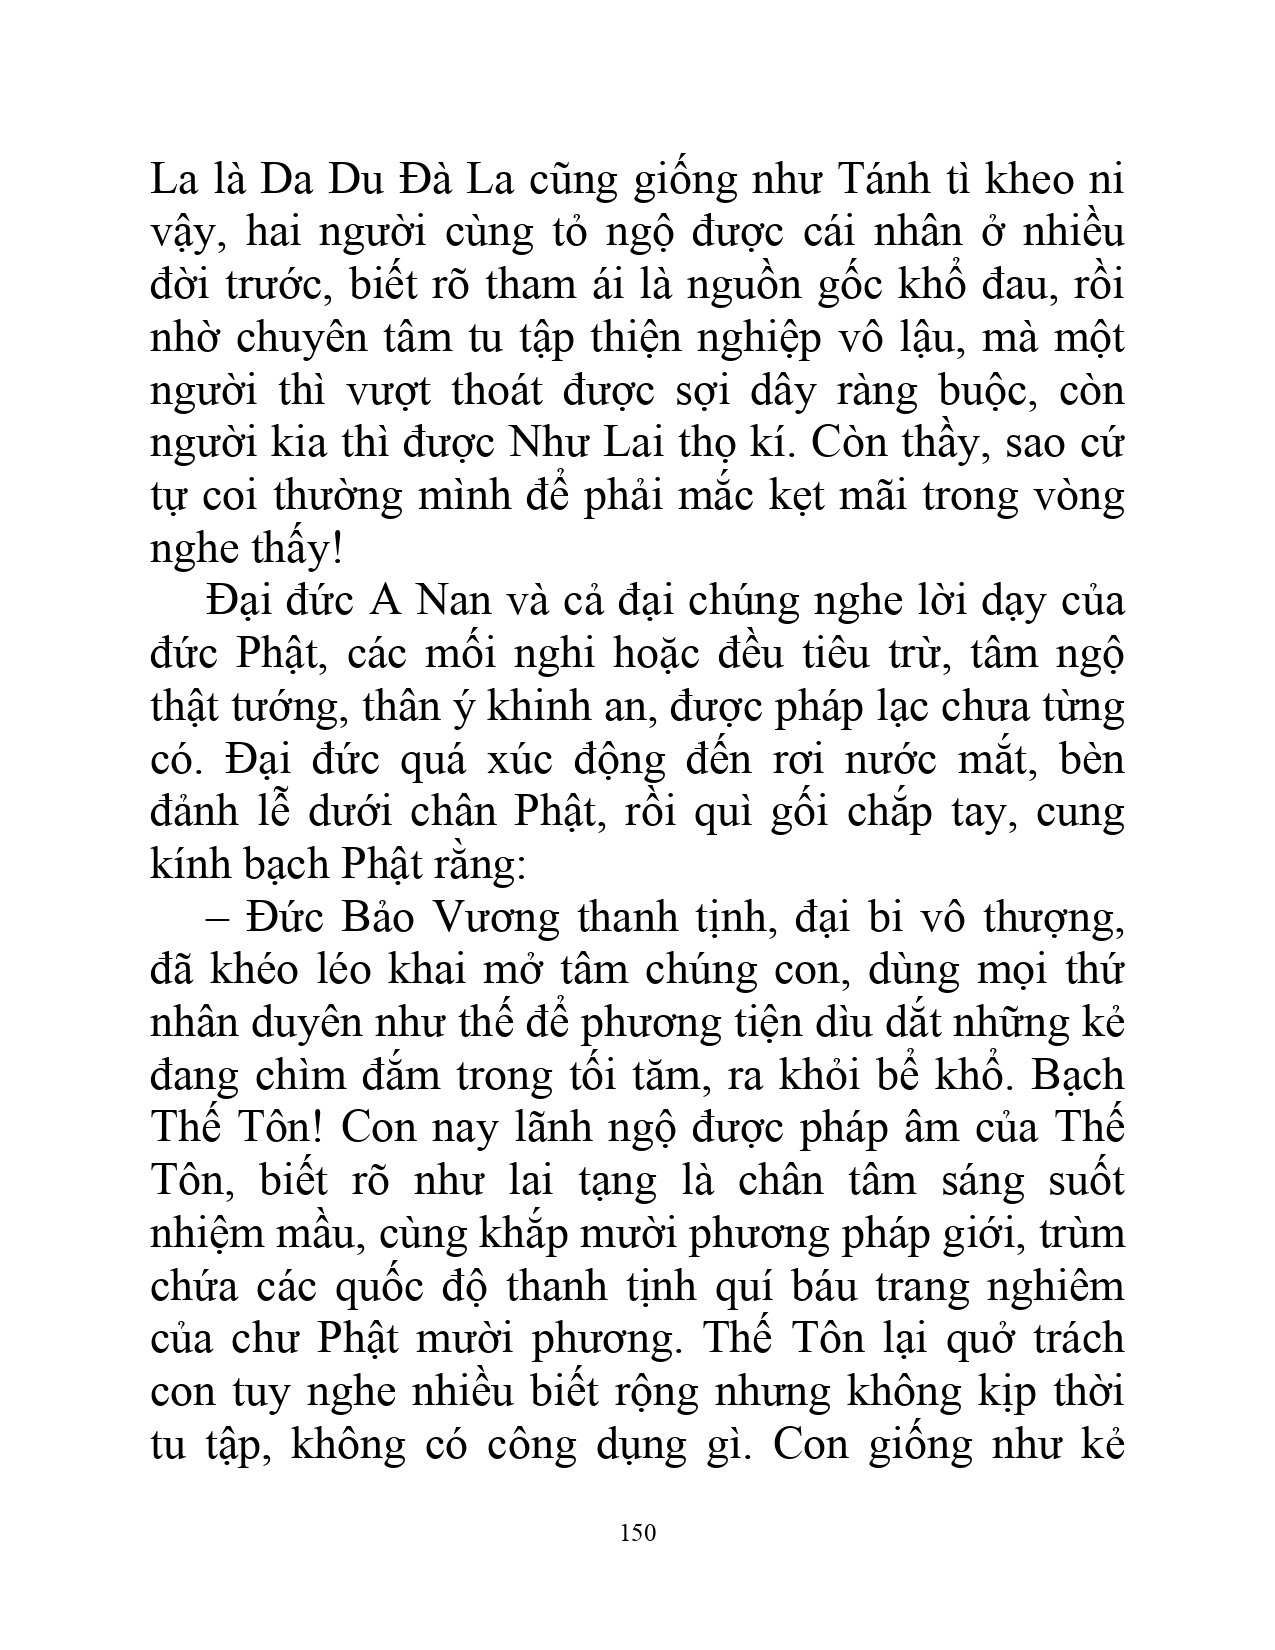 La là Da Du Đà La cũng giống như Tánh tì kheo ni
vậy, hai người cùng tỏ ngộ được cái nhân ở nhiều
đời trước, biết rõ tham ái là nguồn gốc khổ đau, rồi
nhờ chuyên tâm tu tập thiện nghiệp vô lậu, mà một
người thì vượt thoát được sợi dây ràng buộc, còn
người kia thì được Như Lai thọ kí. Còn thầy, sao cứ
tự coi thường mình để phải mắc kẹt mãi trong vòng
nghe thấy!
Đại đức A Nan và cả đại chúng nghe lời dạy của
đức Phật, các mối nghi hoặc đều tiêu trừ, tâm ngộ
thật tướng, thân ý khinh an, được pháp lạc chưa từng
có. Đại đức quá xúc động đến rơi nước mắt, bèn
đảnh lễ dưới chân Phật, rồi quì gối chắp tay, cung
kính bạch Phật rằng:
– Đức Bảo Vương thanh tịnh, đại bi vô thượng,
đã khéo léo khai mở tâm chúng con, dùng mọi thứ
nhân duyên như thế để phương tiện dìu dắt những kẻ
đang chìm đắm trong tối tăm, ra khỏi bể khổ. Bạch
Thế Tôn! Con nay lãnh ngộ được pháp âm của Thế
Tôn, biết rõ như lai tạng là chân tâm sáng suốt
nhiệm mầu, cùng khắp mười phương pháp giới, trùm
chứa các quốc độ thanh tịnh quí báu trang nghiêm
của chư Phật mười phương. Thế Tôn lại quở trách
con tuy nghe nhiều biết rộng nhưng không kịp thời
tu tập, không có công dụng gì. Con giống như kẻ
150